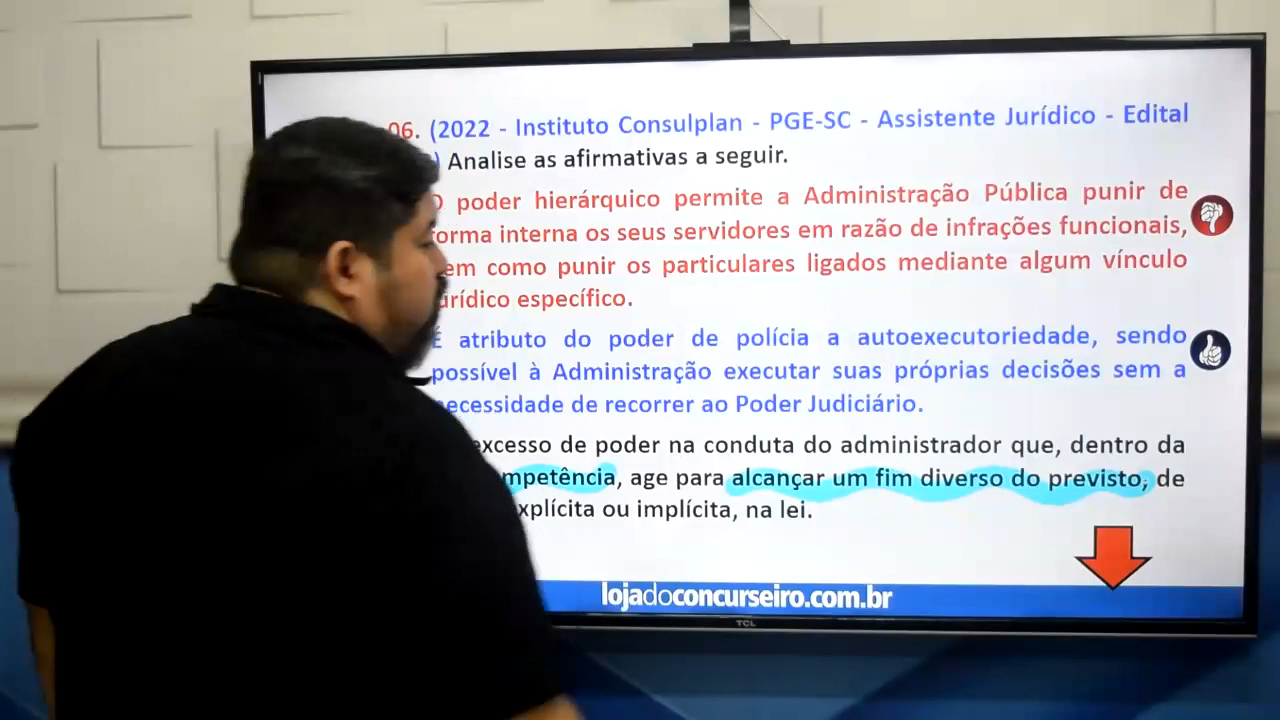 06. (2022 - Instituto Consulplan - PGE-SC - Assistente Jurídico - Edital
) Analise as afirmativas a seguir.
O poder hierárquico permite a Administração Pública punir de
forma interna os seus servidores em razão de infrações funcionais,
em como punir os particulares ligados mediante algum vínculo
urídico específico.
É atributo do poder de polícia a autoexecutoriedade, sendo
possível à Administração executar suas próprias decisões sem a
ecessidade de recorrer ao Poder Judiciário.
excesso de poder na conduta do administrador que, dentro da
mpetência, age para alcançar um fim diverso do previsto, de
xplícita ou implícita, na lei.
lojadoconcurseiro.com.br
TCL